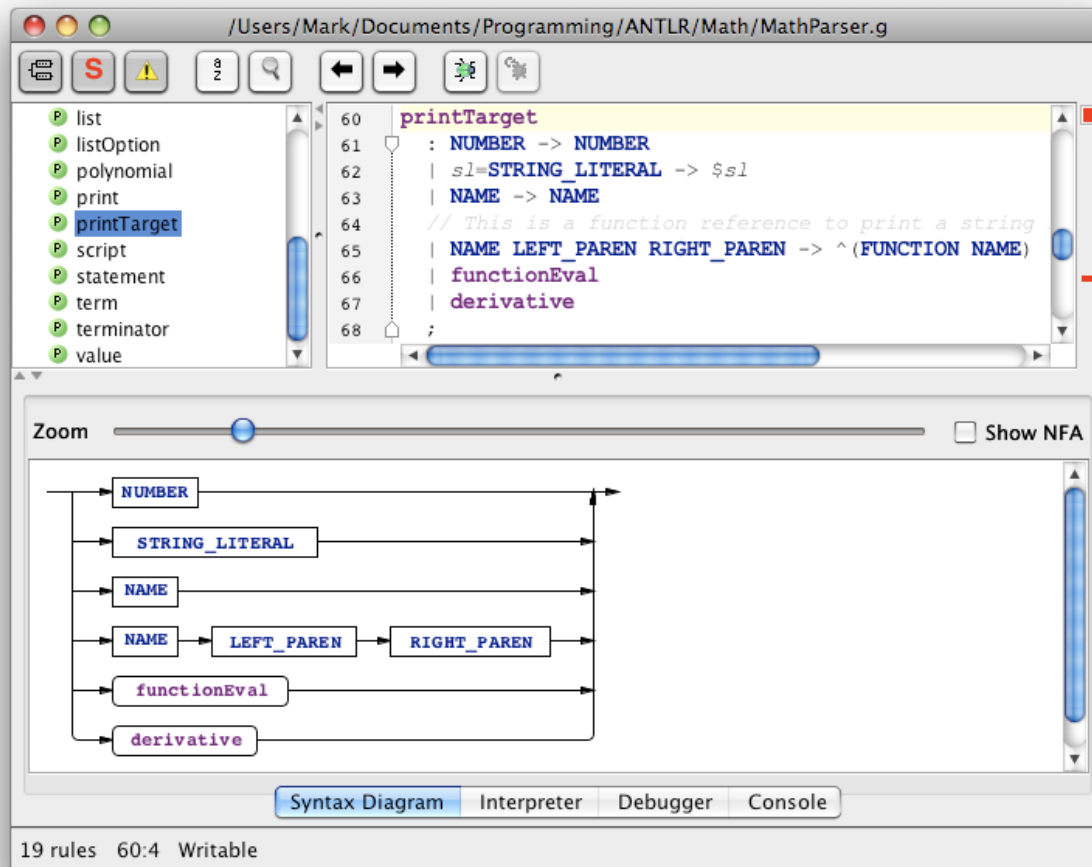 /Users/Mark/Documents/Programming/ANTLR/Math/MathParser.g
S a z
P list
P listOption
P polynomial
P print
P printTarget
P script
P statement
P term
P terminator
P value
60 printTarget
61 : NUMBER -> NUMBER
62 | sl=STRING_LITERAL -> $sl
63 | NAME -> NAME
64 // This is a function reference to print a string
65 | NAME LEFT_PAREN RIGHT_PAREN -> ^(FUNCTION NAME)
66 | functionEval
67 | derivative
68 ;
Zoom Show NFA
NUMBER
STRING_LITERAL
NAME
NAME LEFT_PAREN RIGHT_PAREN
functionEval
derivative
Syntax Diagram Interpreter Debugger Console
19 rules 60:4 Writable